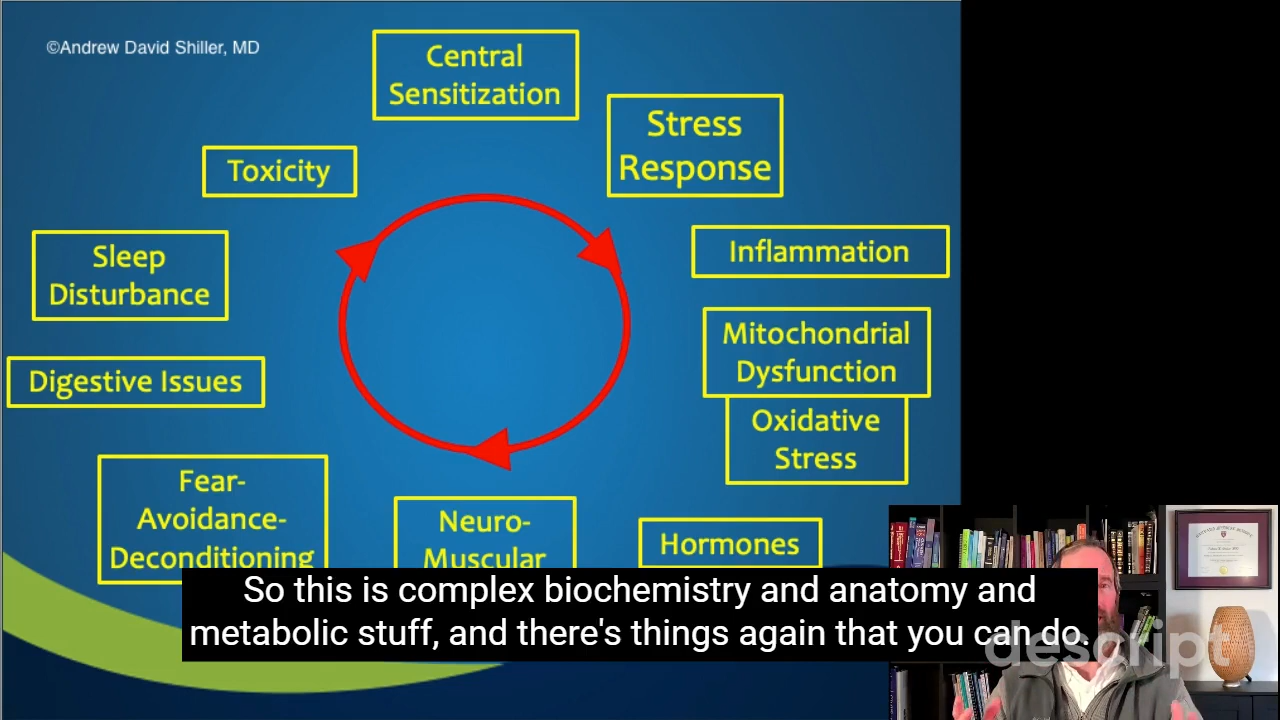 ©Andrew David Shiller, MD
Central
Sensitization
Stress
Response
Toxicity
Inflammation
Sleep
Disturbance
Mitochondrial
Dysfunction
Digestive Issues
Oxidative
Stress
Fear-
Avoidance-
Deconditioning
Neuro-
Muscular
Hormones
So this is complex biochemistry and anatomy and
metabolic stuff, and there's things again that you can do.
descript